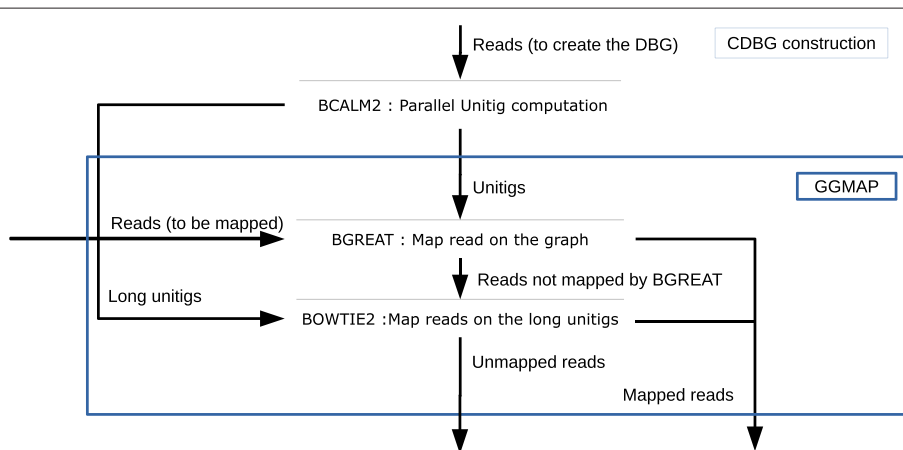 Reads (to create the DBG)
CDBG construction
BCALM2 : Parallel Unitig computation
Unitigs
GGMAP
Reads (to be mapped)
BGREAT : Map read on the graph
Reads not mapped by BGREAT
Long unitigs
BOWTIE2 :Map reads on the long unitigs
Unmapped reads
Mapped reads